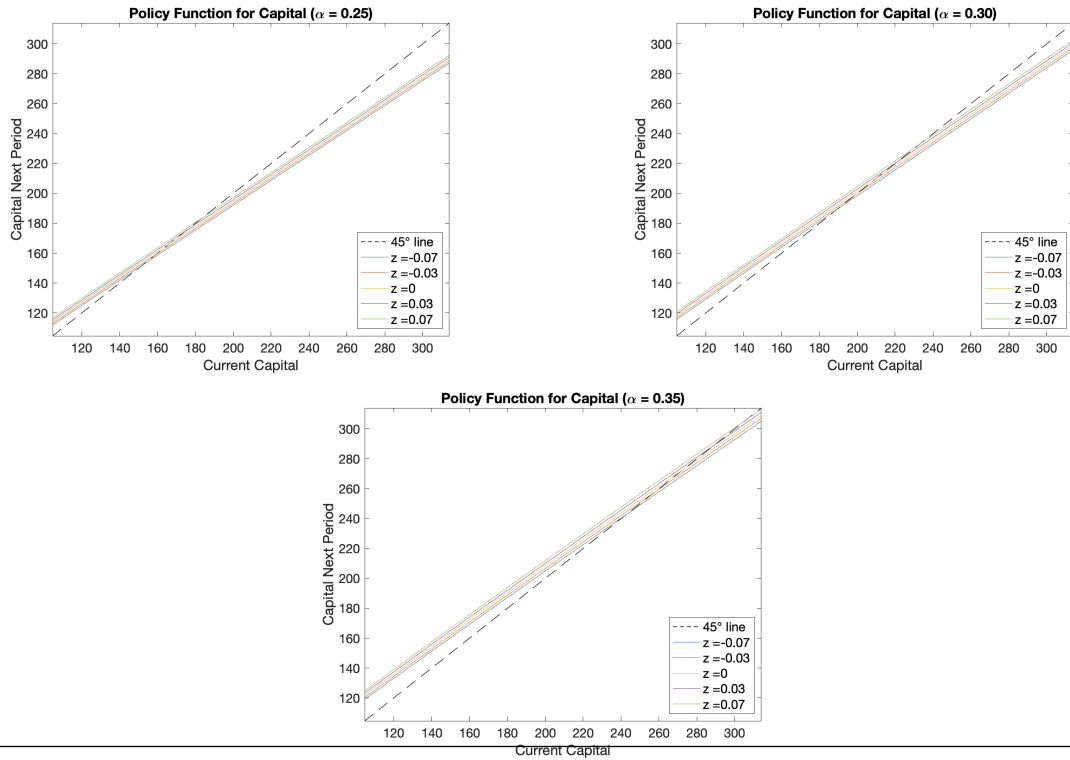 Policy Function for Capital (α = 0.25)
300
280
260
240
220
200
180
160
140
120
Capital Next Period
45° line
z =-0.07
z =-0.03
z =0
z =0.03
z =0.07
120 140 160 180 200 220 240 260 280 300
Current Capital
Policy Function for Capital (α = 0.30)
300
280
260
240
220
200
180
160
140
120
Capital Next Period
45° line
z =-0.07
z =-0.03
z =0
z =0.03
z =0.07
120 140 160 180 200 220 240 260 280 300
Current Capital
Policy Function for Capital (α = 0.35)
300
280
260
240
220
200
180
160
140
120
Capital Next Period
45° line
z =-0.07
z =-0.03
z =0
z =0.03
z =0.07
120 140 160 180 200 220 240 260 280 300
Current Capital